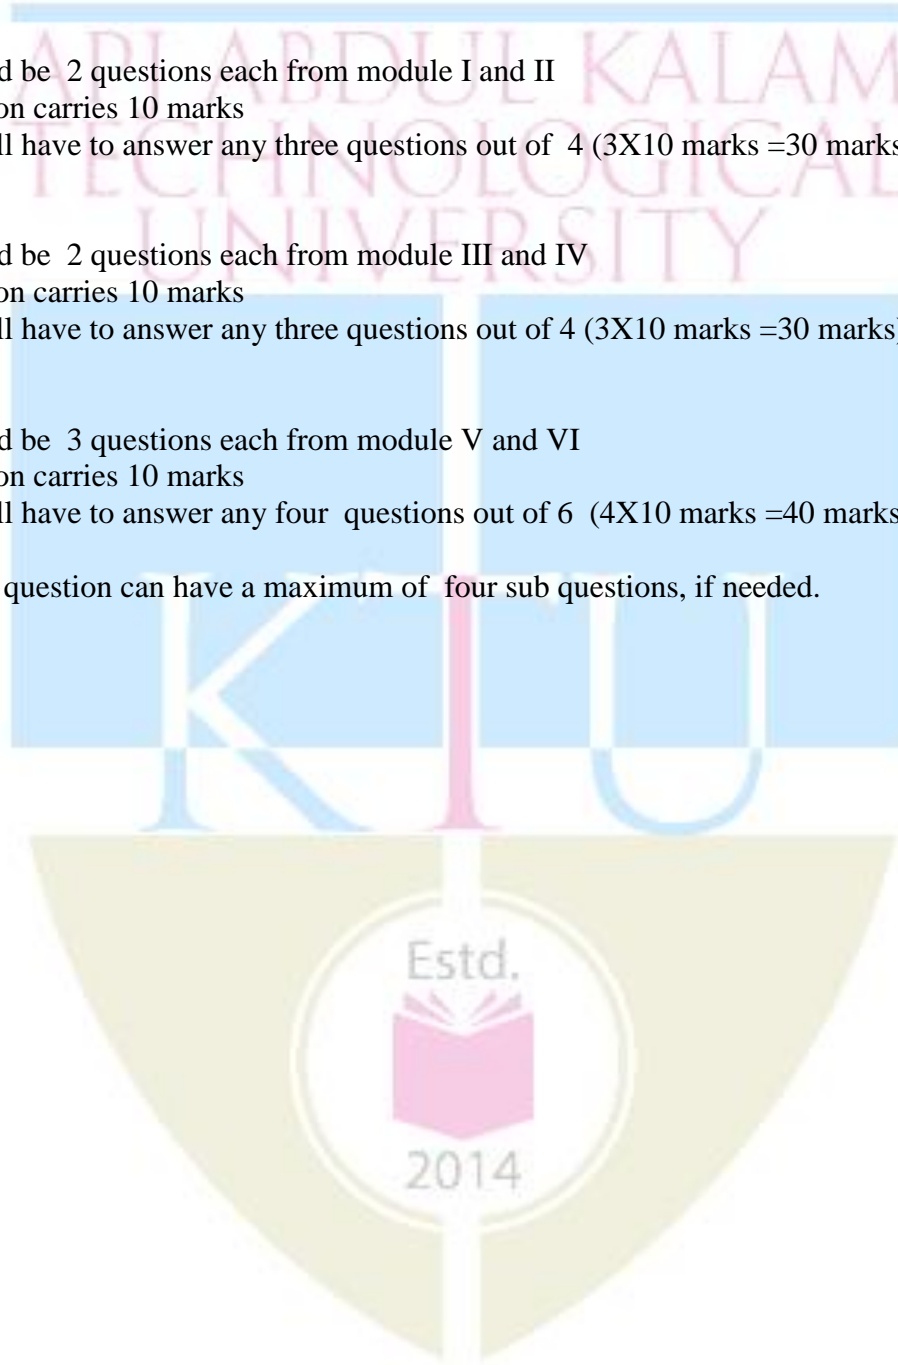 API ABDUL KALAM
TECHNOLOGICAL
UNIVERSITY
d be 2 questions each from module I and II
on carries 10 marks
ll have to answer any three questions out of 4 (3X10 marks =30 marks
d be 2 questions each from module III and IV
on carries 10 marks
ll have to answer any three questions out of 4 (3X10 marks =30 marks)
d be 3 questions each from module V and VI
on carries 10 marks
ll have to answer any four questions out of 6 (4X10 marks =40 marks
question can have a maximum of four sub questions, if needed.
KTU
Estd.
2014